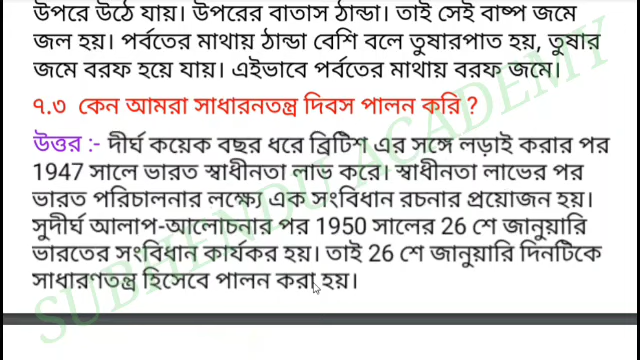 উপরে উঠে যায়। উপরের বাতাস ঠান্ডা। তাই সেই বাষ্প জমে
জল হয়। পর্বতের মাথায় ঠান্ডা বেশি বলে তুষারপাত হয়, তুষার
জমে বরফ হয়ে যায়। এইভাবে পর্বতের মাথায় বরফ জমে।
৭.৩ কেন আমরা সাধারনতন্ত্র দিবস পালন করি ?
উত্তর :- দীর্ঘ কয়েক বছর ধরে ব্রিটিশ এর সঙ্গে লড়াই করার পর
1947 সালে ভারত স্বাধীনতা লাভ করে। স্বাধীনতা লাভের পর
ভারত পরিচালনার লক্ষ্যে এক সংবিধান রচনার প্রয়োজন হয়।
সুদীর্ঘ আলাপ-আলোচনার পর 1950 সালের 26 শে জানুয়ারি
ভারতের সংবিধান কার্যকর হয়। তাই 26 শে জানুয়ারি দিনটিকে
সাধারণতন্ত্র হিসেবে পালন করা হয়।
SUBHENDU ACADEMY